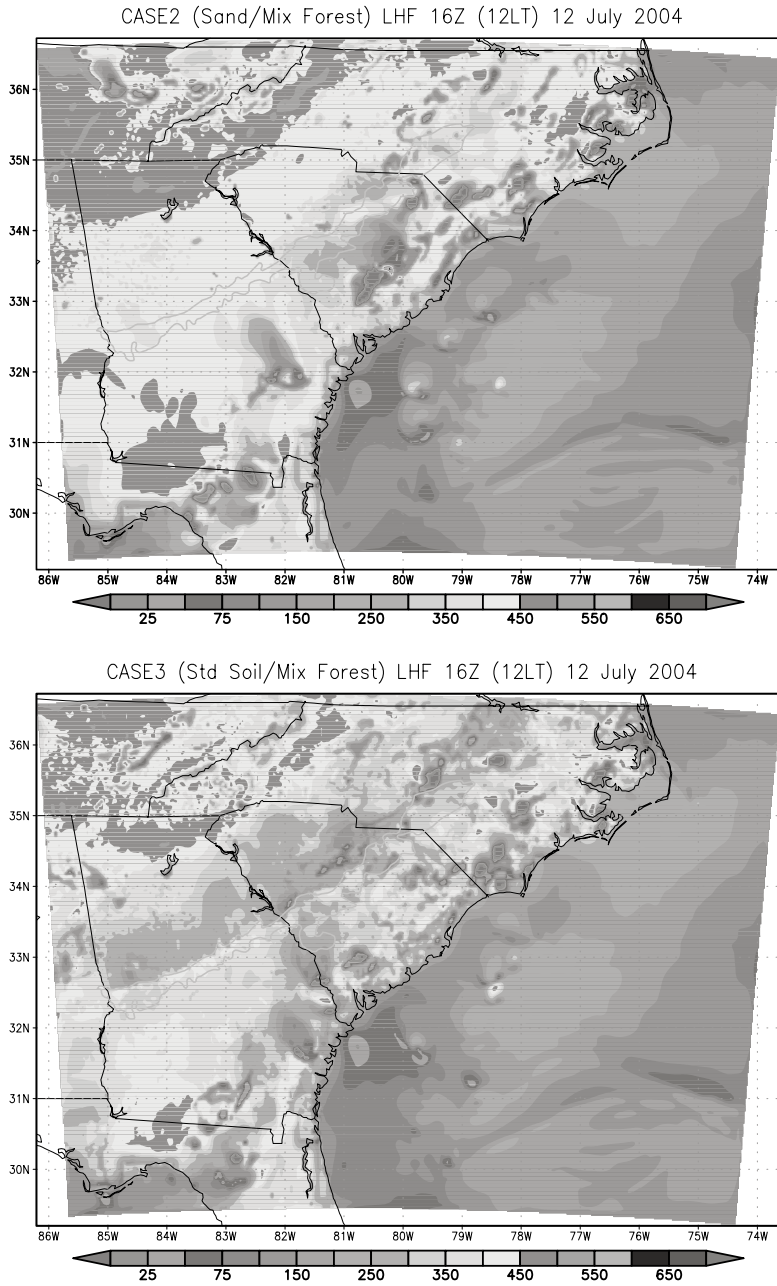 CASE2 (Sand/Mix Forest) LHF 16Z (12LT) 12 July 2004
36N
35N
34N
33N
32N
31N
30N
86W 85W 84W 83W 82W 81W 80W 79W 78W 77W 76W 75W 74W
25 75 150 250 350 450 550 650
CASE3 (Std Soil/Mix Forest) LHF 16Z (12LT) 12 July 2004
36N
35N
34N
33N
32N
31N
30N
86W 85W 84W 83W 82W 81W 80W 79W 78W 77W 76W 75W 74W
25 75 150 250 350 450 550 650